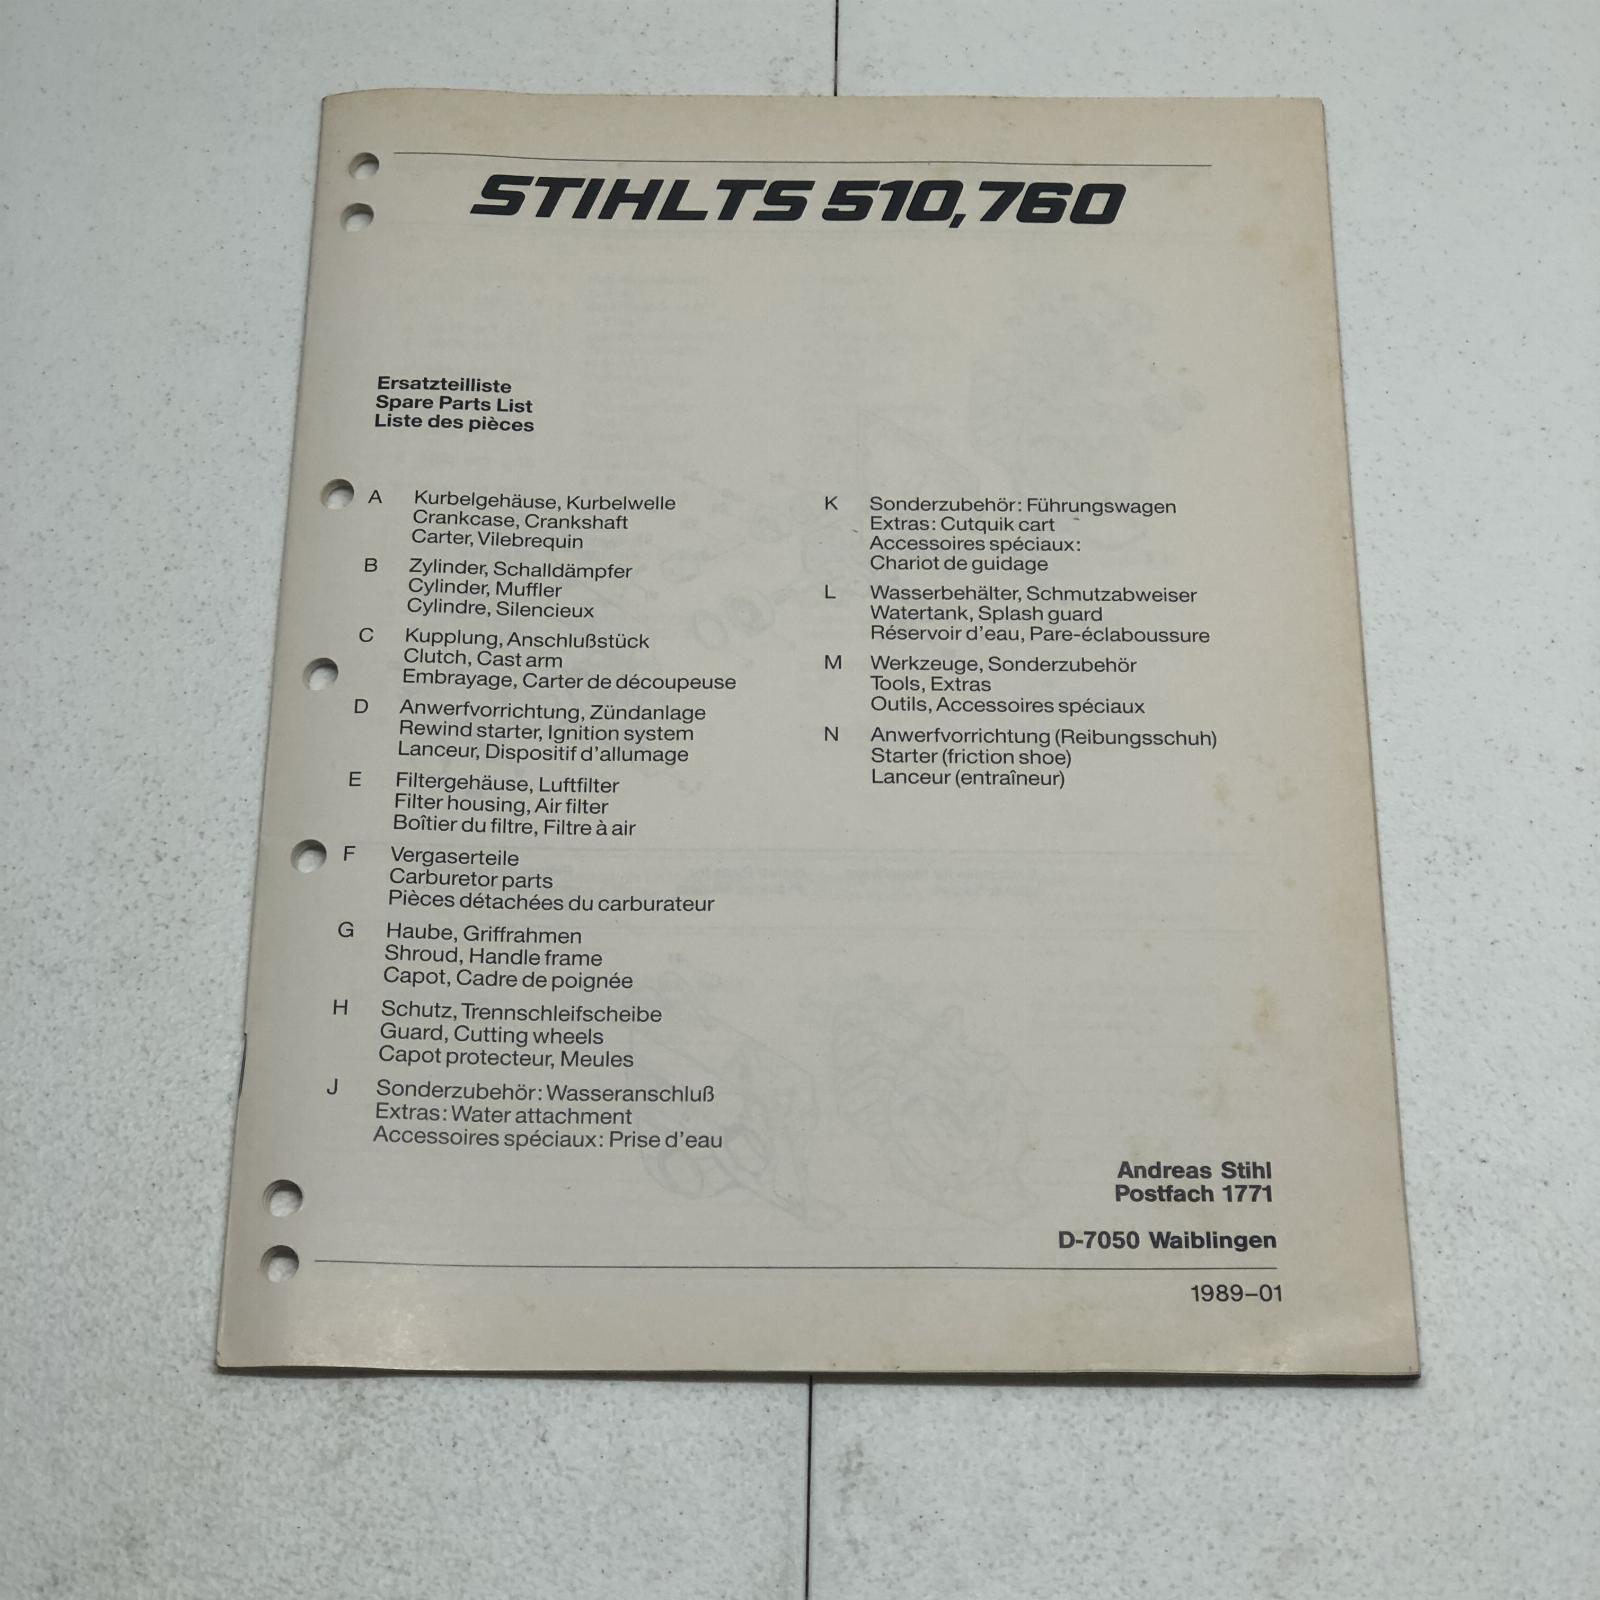 STIHL TS 510, 760
Ersatzteilliste
Spare Parts List
Liste des pièces
A Kurbelgehäuse, Kurbelwelle
Crankcase, Crankshaft
Carter, Vilebrequin
B Zylinder, Schalldämpfer
Cylinder, Muffler
Cylindre, Silencieux
C Kupplung, Anschlußstück
Clutch, Cast arm
Embrayage, Carter de découpeuse
D Anwerfvorrichtung, Zündanlage
Rewind starter, Ignition system
Lanceur, Dispositif d'allumage
E Filtergehäuse, Luftfilter
Filter housing, Air filter
Boîtier du filtre, Filtre à air
F Vergaserteile
Carburetor parts
Pièces détachées du carburateur
G Haube, Griffrahmen
Shroud, Handle frame
Capot, Cadre de poignée
H Schutz, Trennschleifscheibe
Guard, Cutting wheels
Capot protecteur, Meules
J Sonderzubehör: Wasseranschluß
Extras: Water attachment
Accessoires spéciaux: Prise d'eau
K Sonderzubehör: Führungswagen
Extras: Cutquik cart
Accessoires spéciaux:
Chariot de guidage
L Wasserbehälter, Schmutzabweiser
Watertank, Splash guard
Réservoir d'eau, Pare-éclaboussure
M Werkzeuge, Sonderzubehör
Tools, Extras
Outils, Accessoires spéciaux
N Anwerfvorrichtung (Reibungsschuh)
Starter (friction shoe)
Lanceur (entraîneur)
Andreas Stihl
Postfach 1771
D-7050 Waiblingen
1989–01